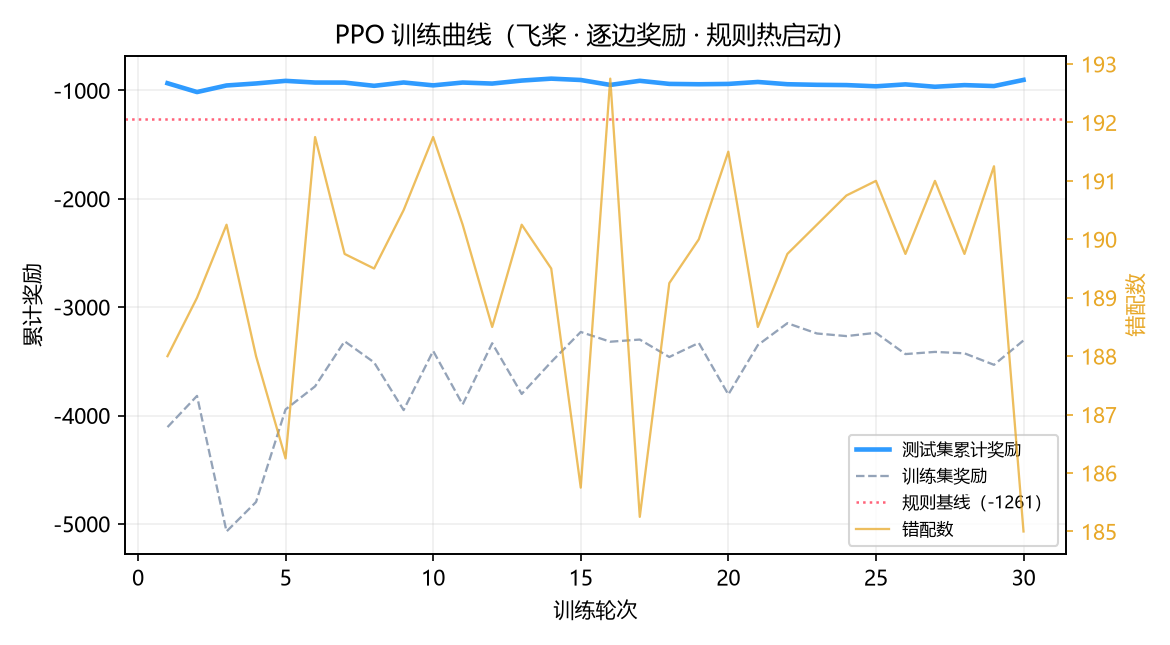 PPO 训练曲线（飞桨 · 逐边奖励 · 规则热启动）
累计奖励
-1000
-2000
-3000
-4000
-5000
193
192
191
190
189
188
187
186
185
错配数
测试集累计奖励
训练集奖励
规则基线（-1261）
错配数
0 5 10 15 20 25 30
训练轮次